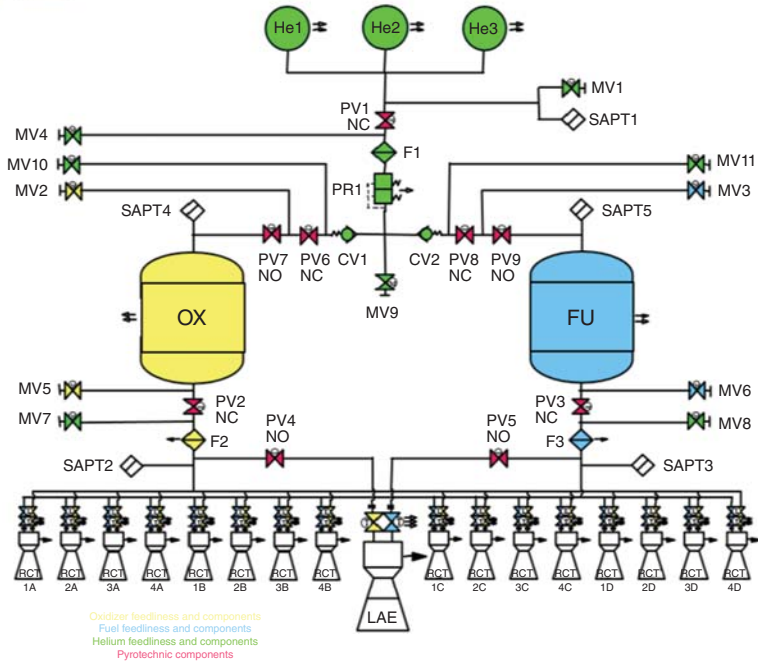 He1 He2 He3
MV1
PV1
NC
SAPT1
MV4
F1
MV10
MV11
MV2
PR1
MV3
SAPT4
SAPT5
PV7
NO
PV6
NC
CV1
CV2
PV8
NC
PV9
NO
MV9
OX
FU
MV5
PV2
NC
PV3
NC
MV6
MV7
PV4
NO
PV5
NO
MV8
F2
F3
SAPT2
SAPT3
RCT RCT RCT RCT RCT RCT RCT RCT RCT RCT RCT RCT RCT RCT RCT RCT
1A 2A 3A 4A 1B 2B 3B 4B 1C 2C 3C 4C 1D 2D 3D 4D
LAE
Oxidizer feedliness and components
Fuel feedliness and components
Helium feedliness and components
Pyrotechnic components